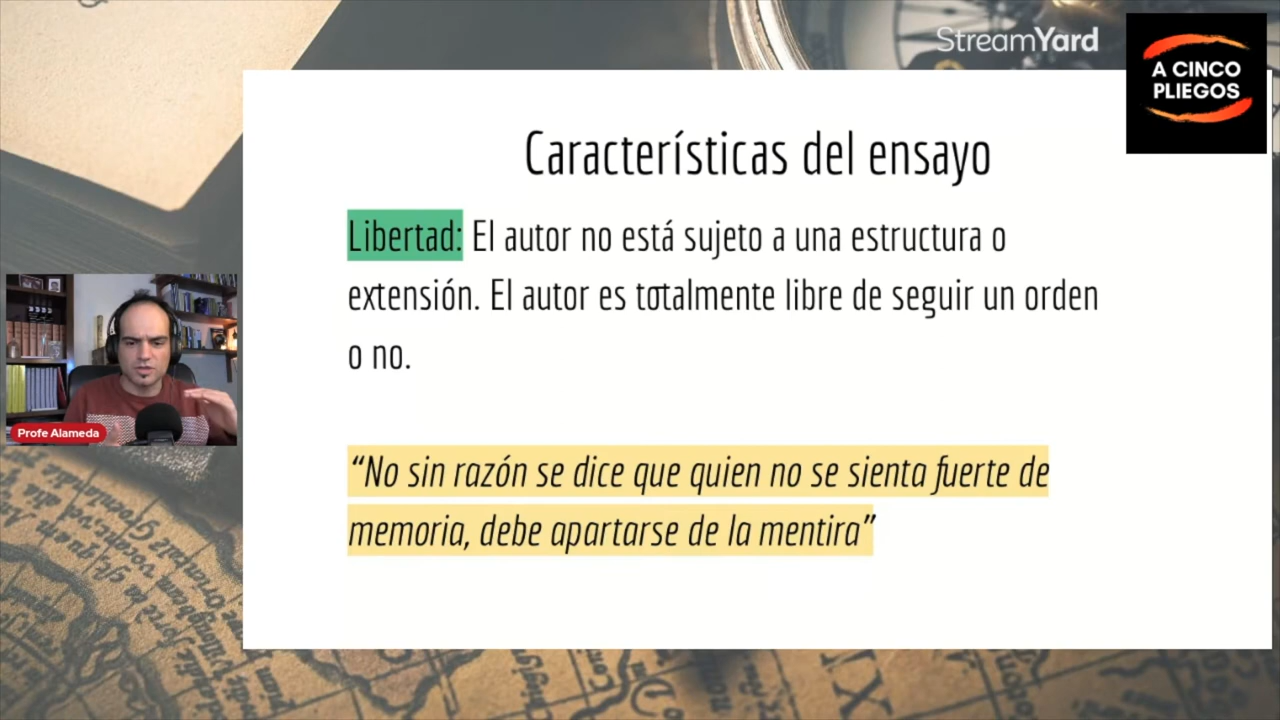 StreamYard
A CINCO
PLIEGOS
Características del ensayo
Libertad: El autor no está sujeto a una estructura o
extensión. El autor es totalmente libre de seguir un orden
o no.
“No sin razón se dice que quien no se sienta fuerte de
memoria, debe apartarse de la mentira”
Profe Alameda